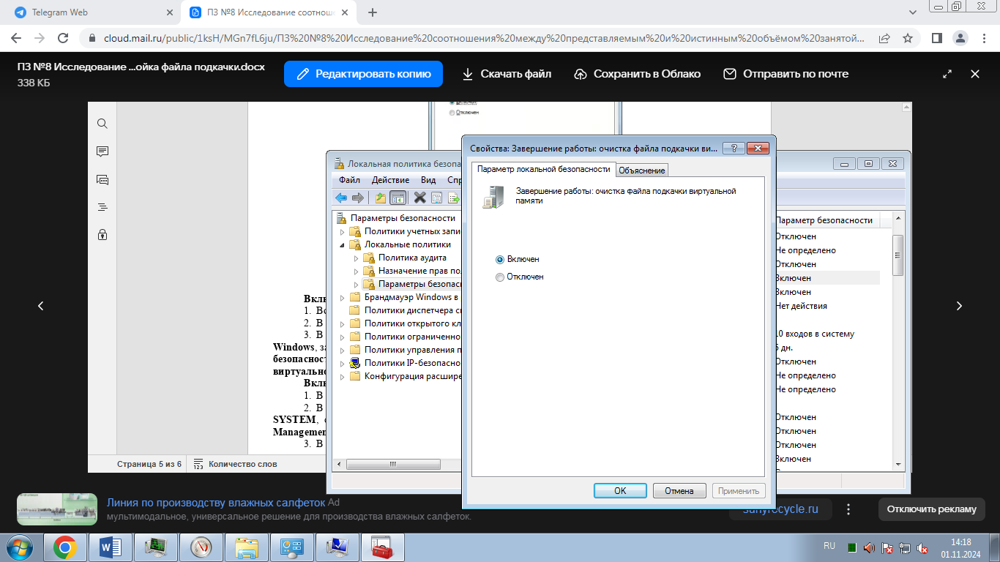 Telegram Web
ПЗ №8 Исследование соотноше
cloud.mail.ru/public/1ksH/MGn7fL6ju/ПЗ%20№8%20Исследование%20соотношения%20между%20представляемым%20и%20истинным%20объёмом%20занятой...
ПЗ №8 Исследование ...ойка файла подкачки.docx
338 КБ
Редактировать копию
Скачать файл
Сохранить в Облако
Отправить по почте
Отключен
Свойства: Завершение работы: очистка файла подкачки ви...
Параметр локальной безопасности
Объяснение
Завершение работы: очистка файла подкачки виртуальной
памяти
Включен
Отключен
OK
Отмена
Применить
Локальная политика безопа
Файл
Действие
Вид
Спр
Параметры безопасности
Политики учетных запи
Локальные политики
Политика аудита
Назначение прав по
Параметры безопас
Брандмауэр Windows в
Политики диспетчера с
Политики открытого кл
Политики ограниченно
Политики управления п
Политики IP-безопасно
Конфигурация расшире
Параметр безопасности
Отключен
Не определено
Отключен
Включен
Включен
Нет действия
10 входов в систему
5 дн.
Отключен
Не определено
Не определено
Отключен
Отключен
Отключен
Включен
Вклю
1. Во
2. В
3. В
Windows, за
безопасност
виртуально
Вклю
1. В
2. В
SYSTEM,
Managemen
3. В
Страница 5 из 6
123
Количество слов
Линия по производству влажных салфеток Ad
мультимодальное, универсальное решение для производства влажных салфеток.
sunyrecycle.ru
Отключить рекламу
RU
14:18
01.11.2024